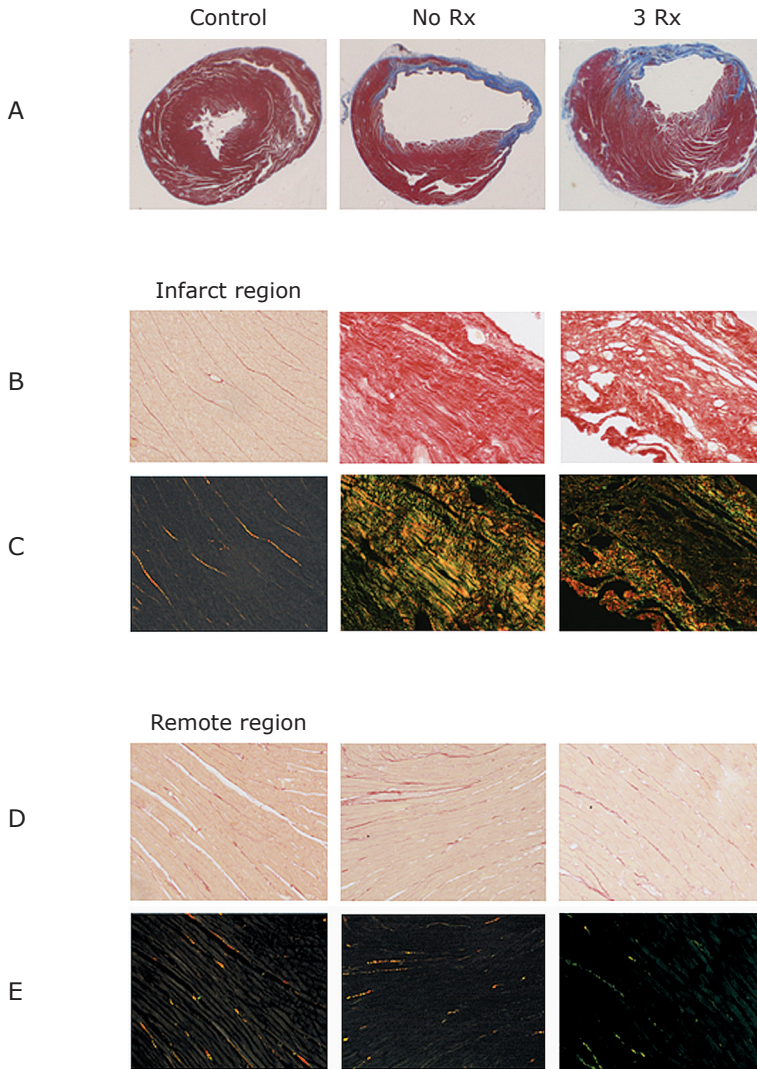 Control No Rx 3 Rx
A
Infarct region
B
C
Remote region
D
E